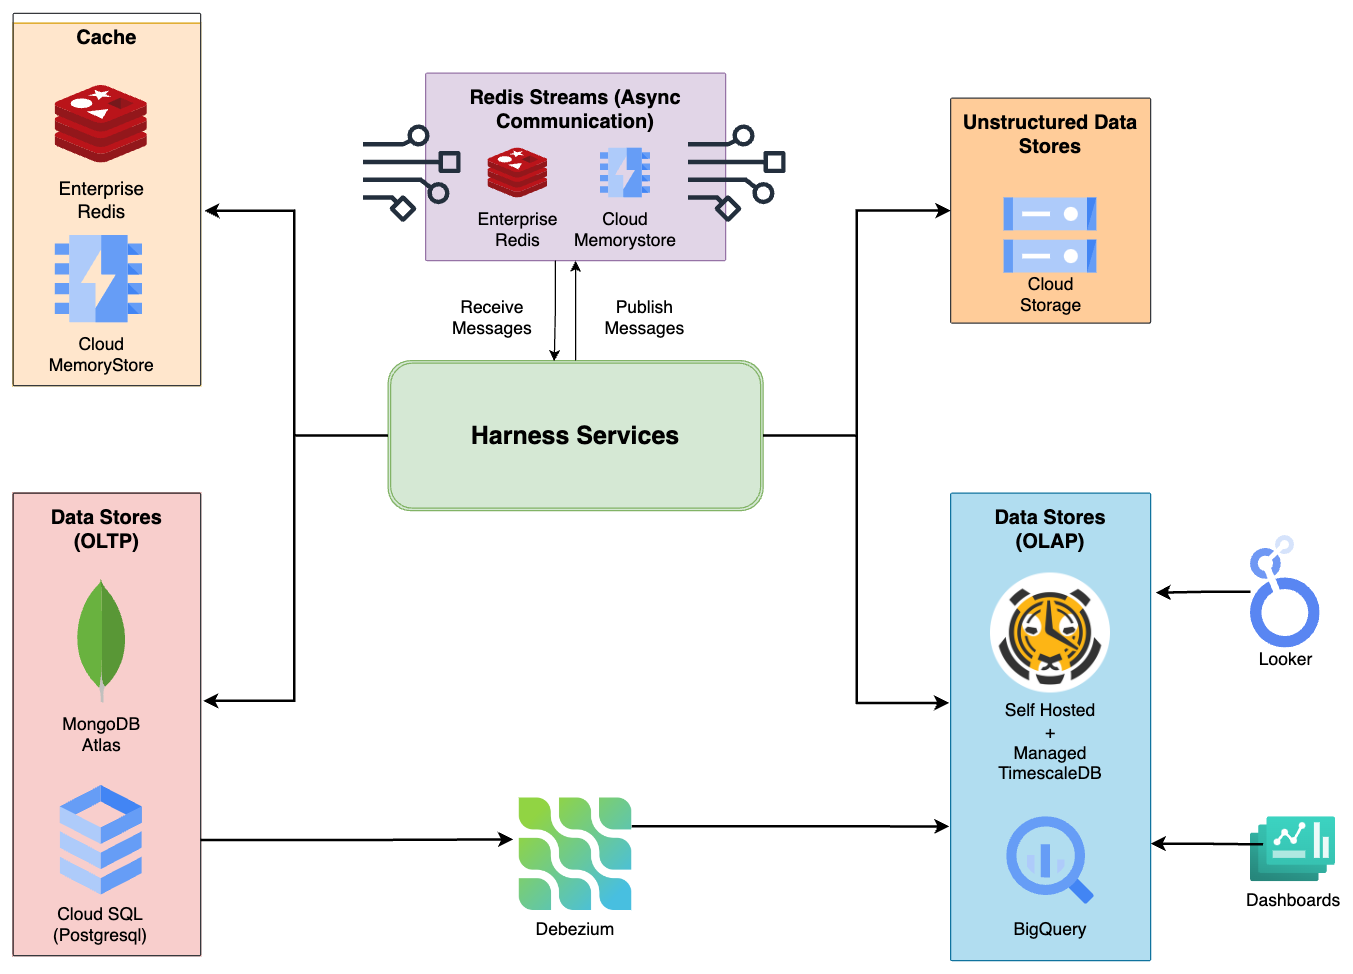 Cache
Enterprise
Redis
Cloud
MemoryStore
Redis Streams (Async
Communication)
Enterprise
Redis
Cloud
Memorystore
Receive
Messages
Publish
Messages
Unstructured Data
Stores
Cloud
Storage
Harness Services
Data Stores
(OLTP)
MongoDB
Atlas
Cloud SQL
(Postgresql)
Debezium
Data Stores
(OLAP)
Self Hosted
+
Managed
TimescaleDB
BigQuery
Looker
Dashboards